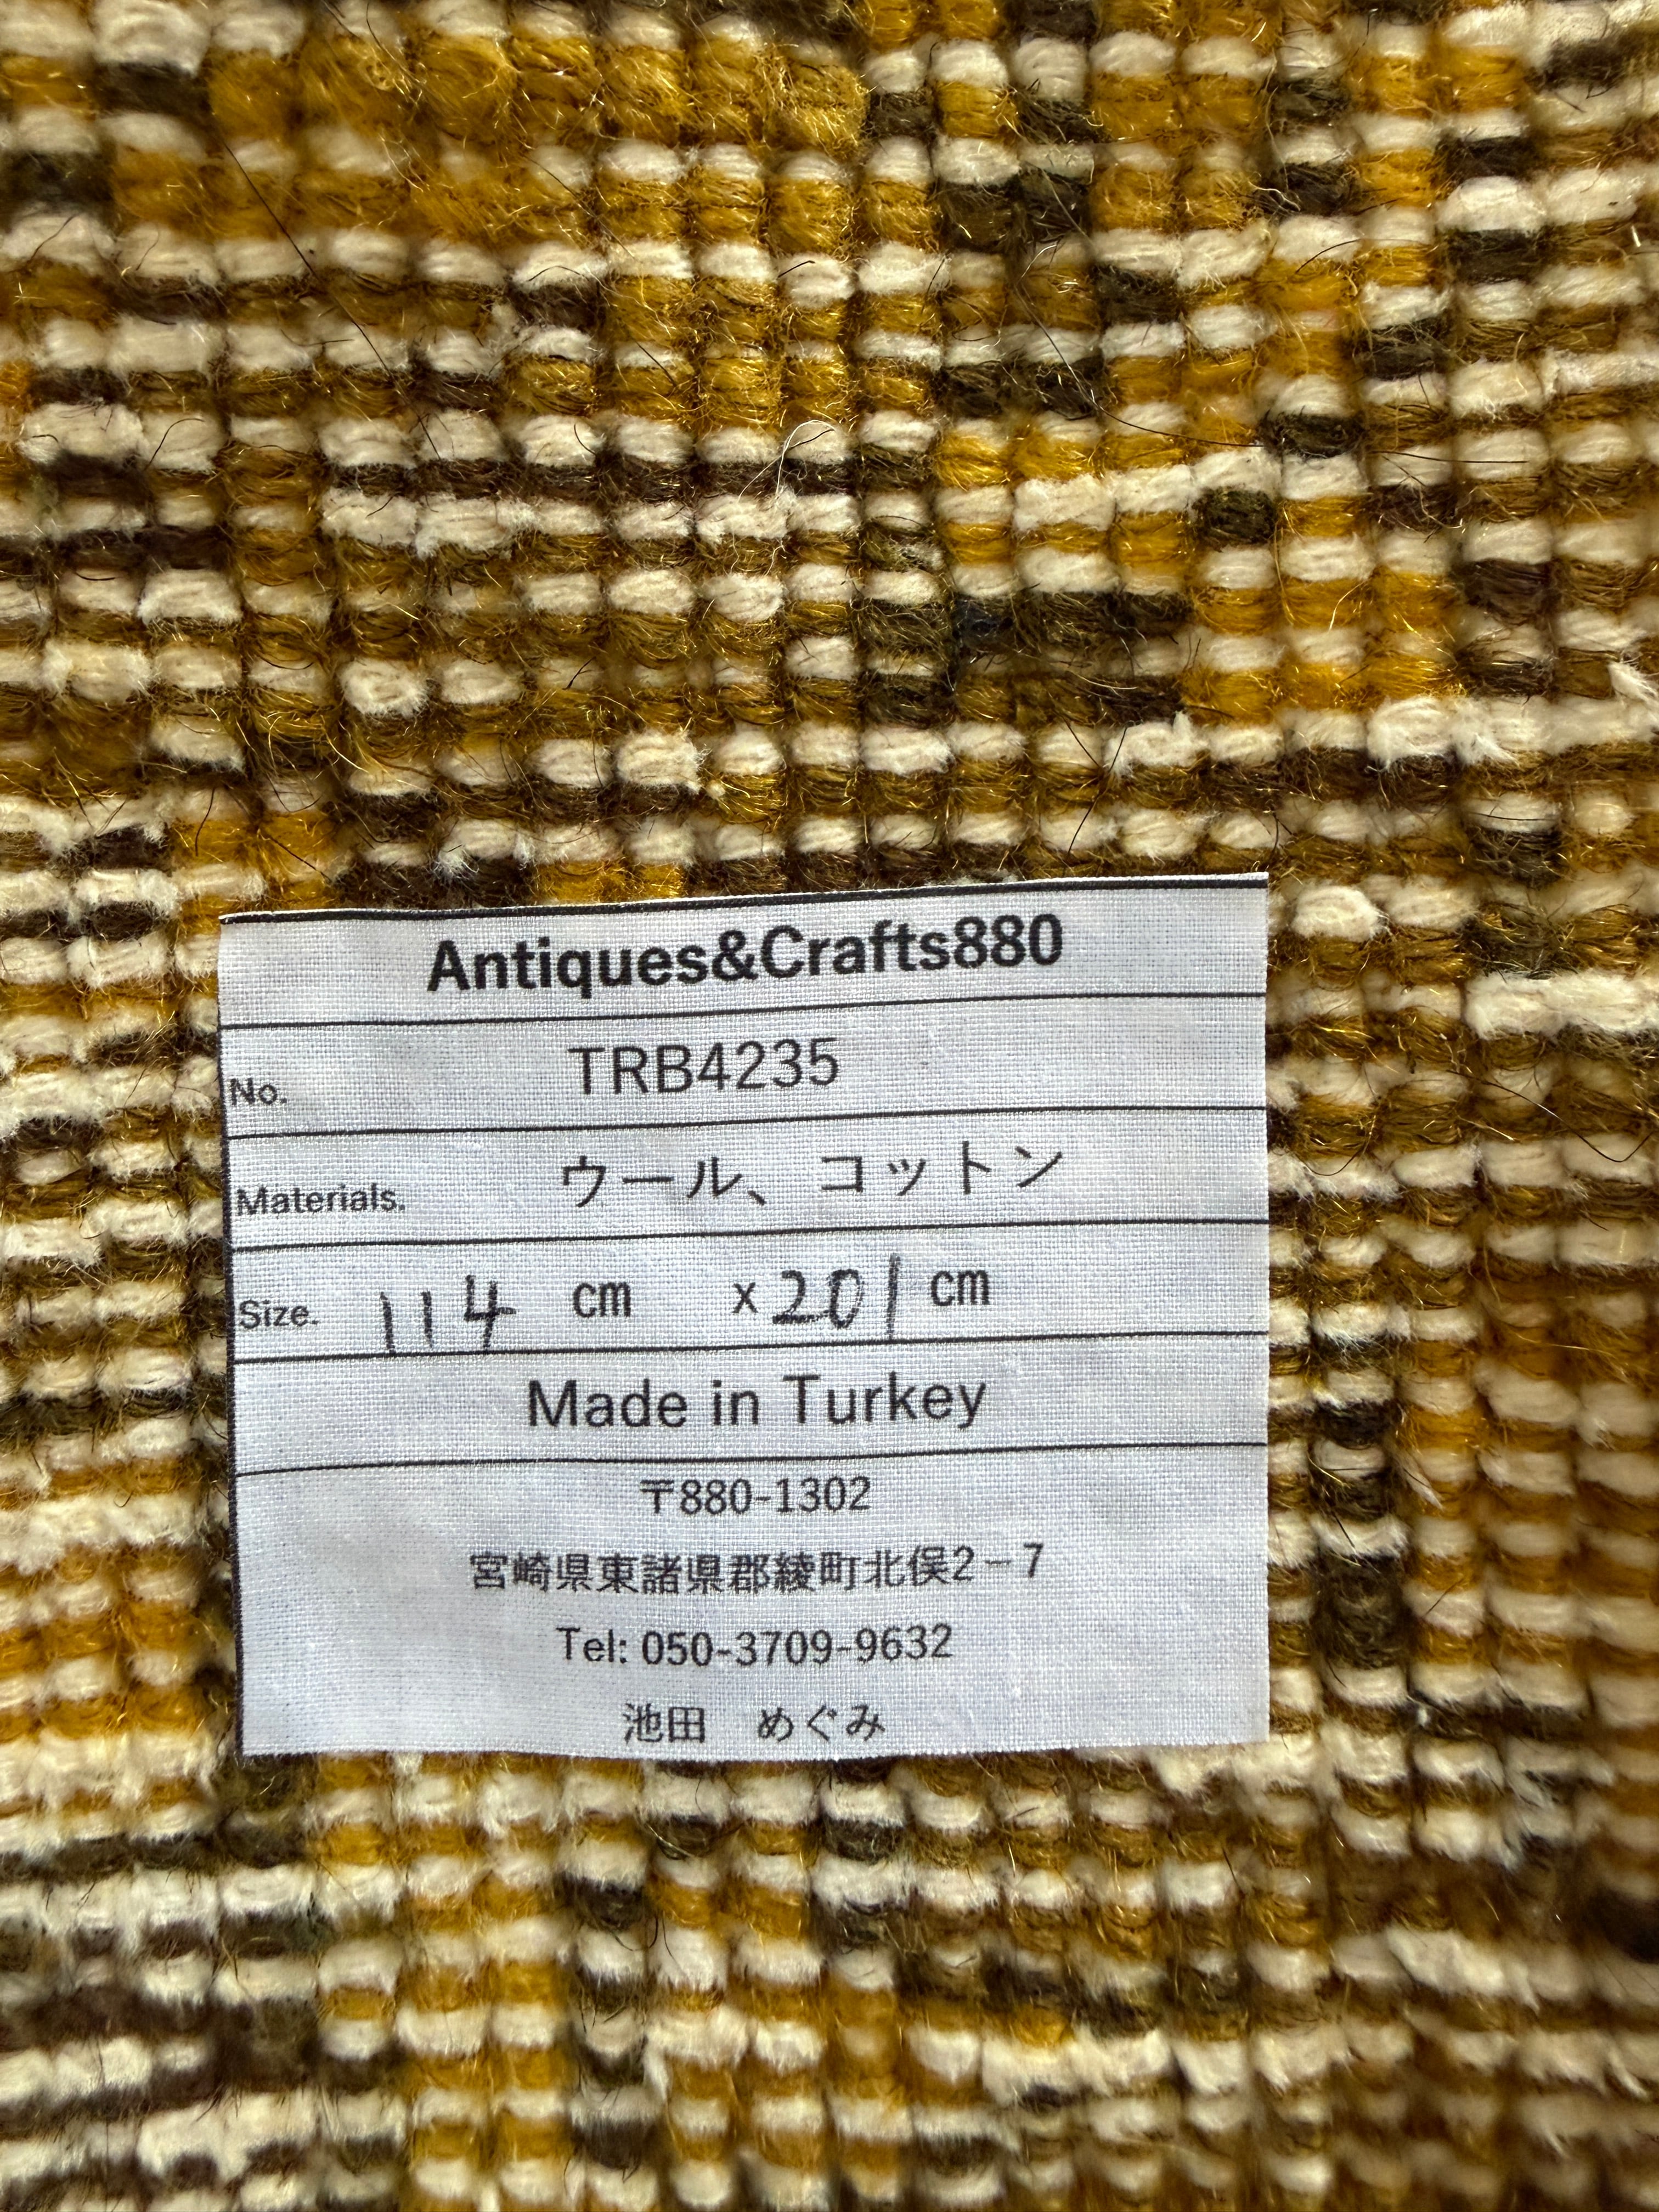 Antiques&Crafts880
No. TRB4235
Materials. ウール、コットン
Size. 114 cm x 201 cm
Made in Turkey
〒880-1302
宮崎県東諸県郡綾町北俣2−7
Tel: 050-3709-9632
池田　めぐみ